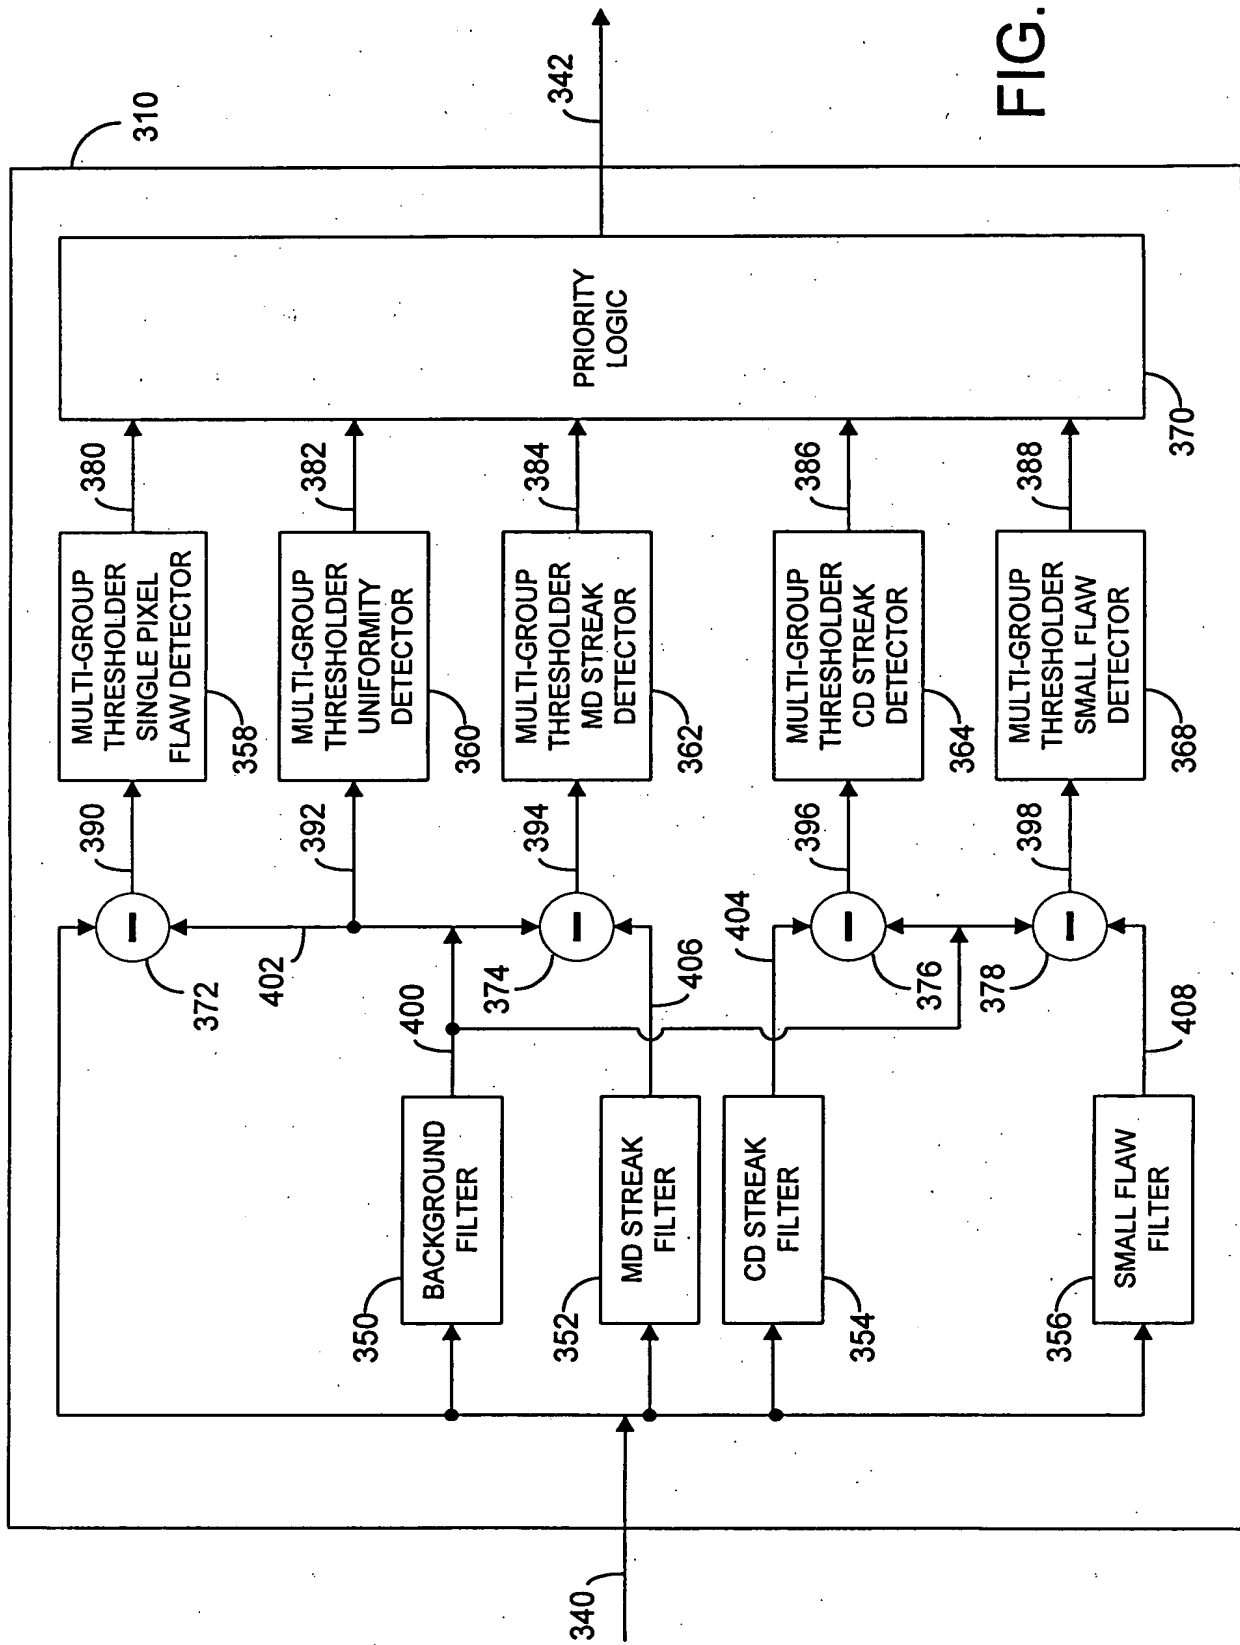 310
342
FIG.
PRIORITY
LOGIC
370
380
382
384
386
388
MULTI-GROUP
THRESHOLDER
SINGLE PIXEL
FLAW DETECTOR
358
MULTI-GROUP
THRESHOLDER
UNIFORMITY
DETECTOR
360
MULTI-GROUP
THRESHOLDER
MD STREAK
DETECTOR
362
MULTI-GROUP
THRESHOLDER
CD STREAK
DETECTOR
364
MULTI-GROUP
THRESHOLDER
SMALL FLAW
DETECTOR
368
390
392
394
396
398
372
402
374
406
404
376
378
400
408
BACKGROUND
FILTER
350
MD STREAK
FILTER
352
CD STREAK
FILTER
354
SMALL FLAW
FILTER
356
340